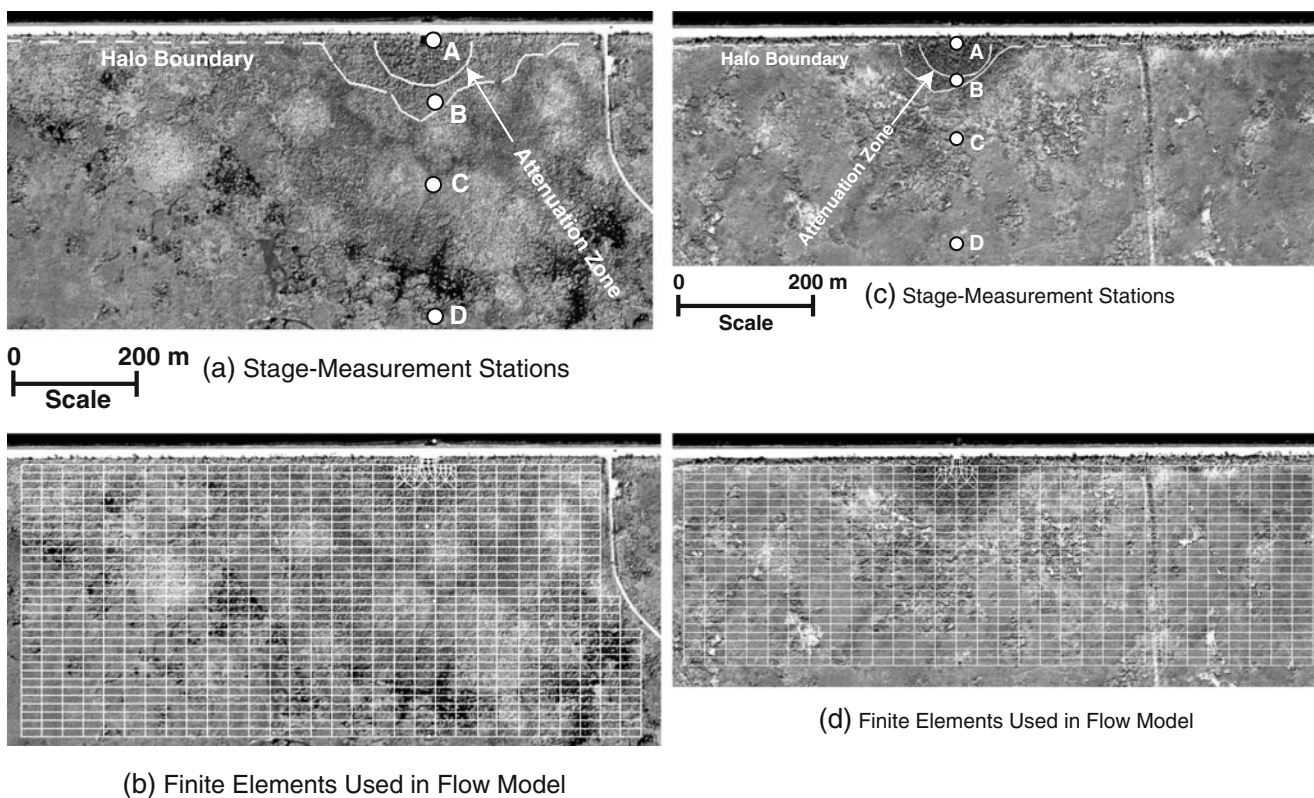 A
Halo Boundary
B
Attenuation Zone
C
D
0 200 m
Scale
(a) Stage-Measurement Stations
A
Halo Boundary
B
C
Attenuation Zone
D
0 200 m
Scale
(c) Stage-Measurement Stations
(b) Finite Elements Used in Flow Model
(d) Finite Elements Used in Flow Model